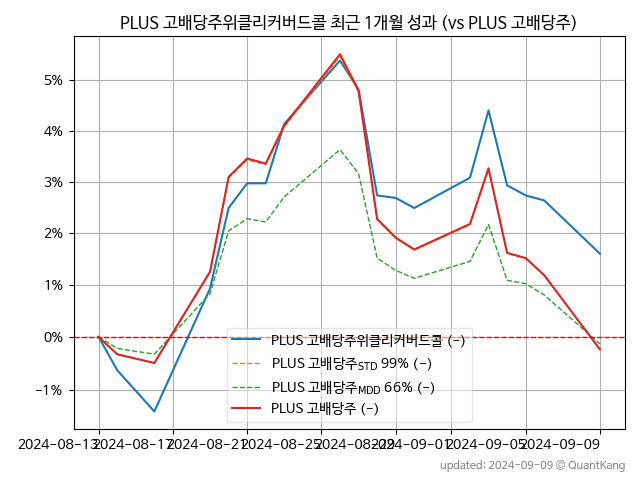 PLUS 고배당주위클리커버드콜 최근 1개월 성과 (vs PLUS 고배당주)
5%
4%
3%
2%
1%
0%
−1%
PLUS 고배당주위클리커버드콜 (-)
PLUS 고배당주STD 99% (-)
PLUS 고배당주MDD 66% (-)
PLUS 고배당주 (-)
2024-08-13 2024-08-17 2024-08-21 2024-08-25 2024-08-29 2024-09-01 2024-09-05 2024-09-09
updated: 2024-09-09 @ QuantKang